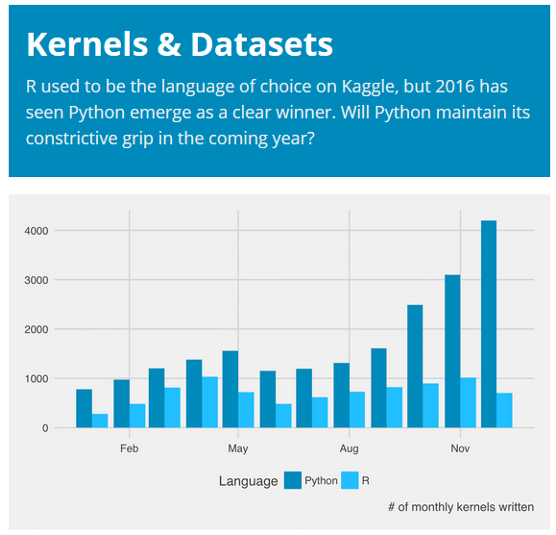 Kernels & Datasets
R used to be the language of choice on Kaggle, but 2016 has
seen Python emerge as a clear winner. Will Python maintain its
constrictive grip in the coming year?
4000
3000
2000
1000
0
Feb May Aug Nov
Language Python R
# of monthly kernels written